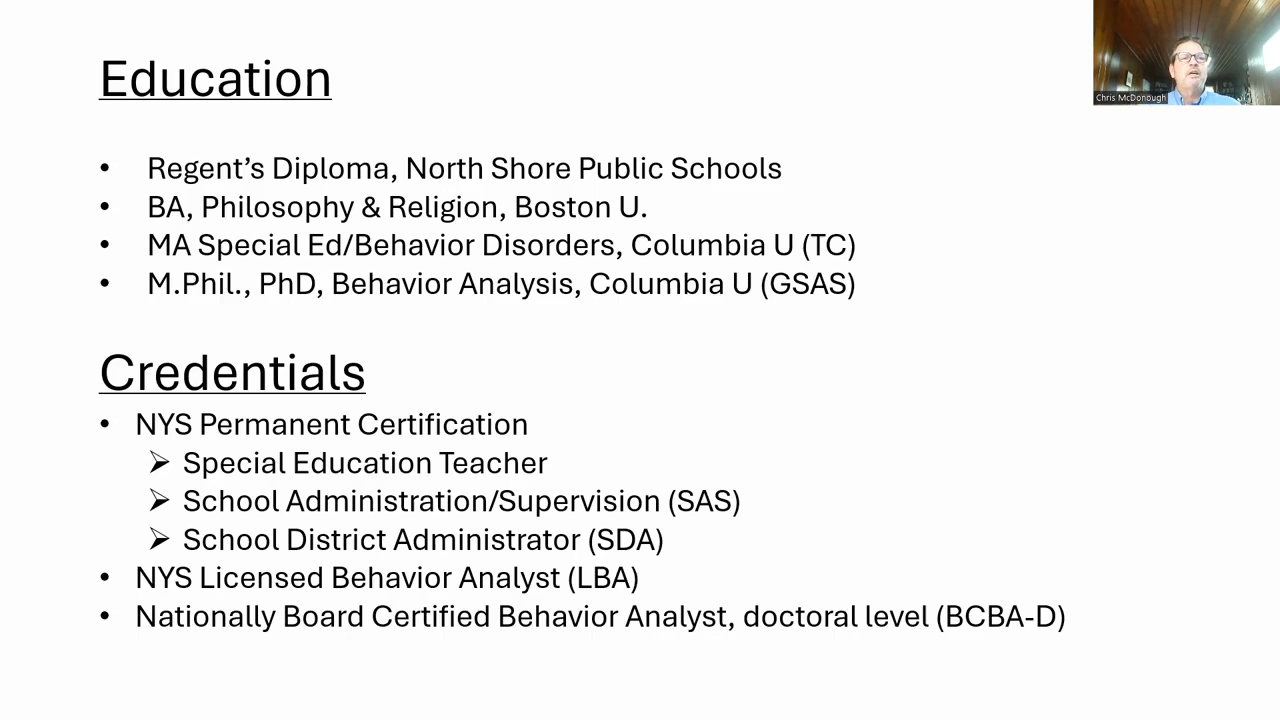 Education
Chris McDonough
• Regent’s Diploma, North Shore Public Schools
• BA, Philosophy & Religion, Boston U.
• MA Special Ed/Behavior Disorders, Columbia U (TC)
• M.Phil., PhD, Behavior Analysis, Columbia U (GSAS)
Credentials
• NYS Permanent Certification
➢ Special Education Teacher
➢ School Administration/Supervision (SAS)
➢ School District Administrator (SDA)
• NYS Licensed Behavior Analyst (LBA)
• Nationally Board Certified Behavior Analyst, doctoral level (BCBA-D)